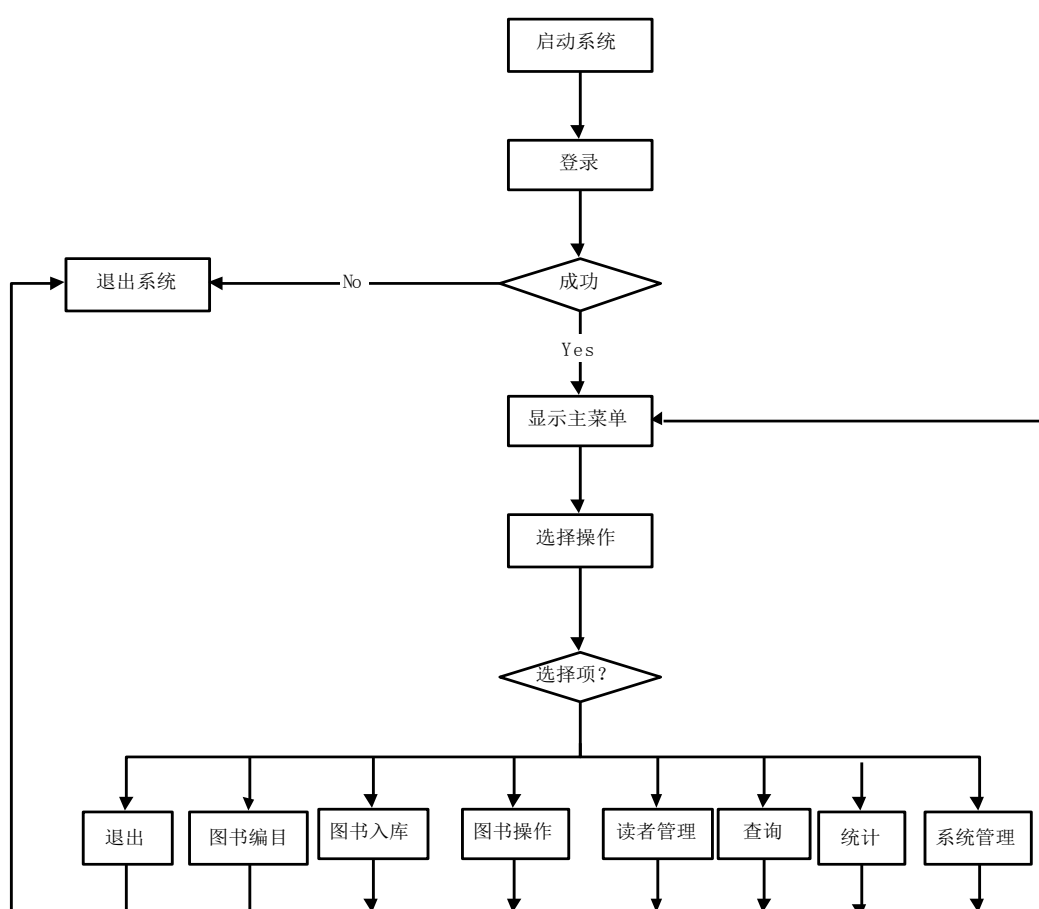 启动系统
登录
退出系统
No
成功
Yes
显示主菜单
选择操作
选择项？
退出
图书编目
图书入库
图书操作
读者管理
查询
统计
系统管理